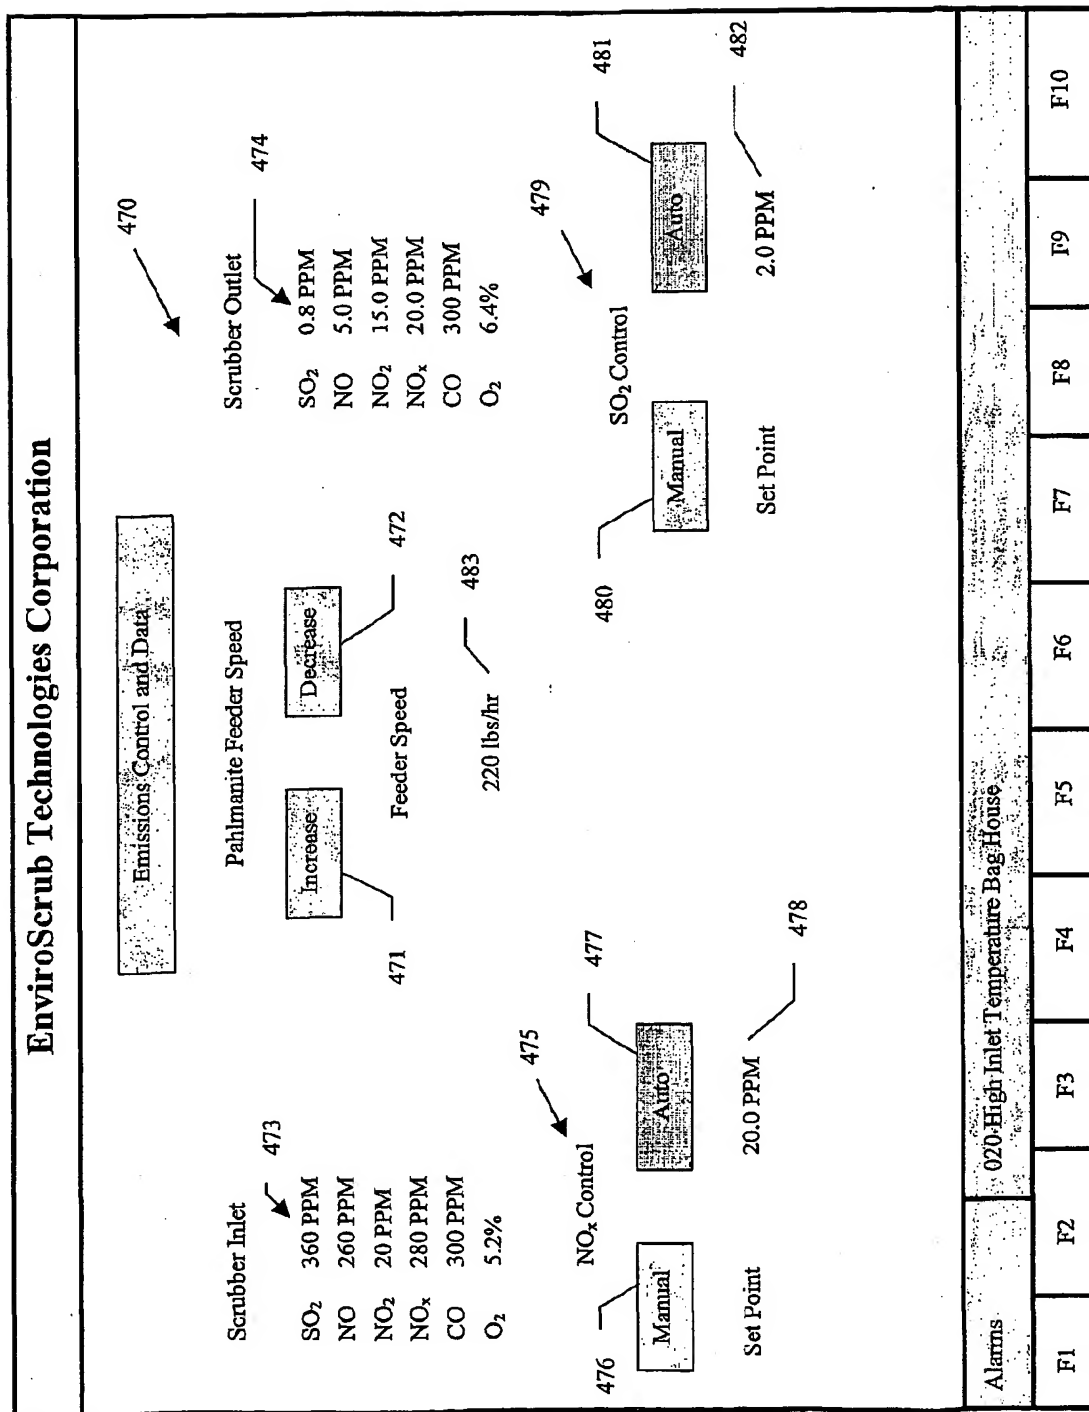 EnviroScrub Technologies Corporation
Emissions Control and Data
470
Scrubber Inlet
473
SO₂ 360 PPM
NO 260 PPM
NO₂ 20 PPM
NOₓ 280 PPM
CO 300 PPM
O₂ 5.2%
Pahlmanite Feeder Speed
Increase
Decrease
471
472
Feeder Speed
220 lbs/hr
483
Scrubber Outlet
474
SO₂ 0.8 PPM
NO 5.0 PPM
NO₂ 15.0 PPM
NOₓ 20.0 PPM
CO 300 PPM
O₂ 6.4%
NOₓ Control
475
476
Manual
Auto
477
Set Point
20.0 PPM
478
SO₂ Control
479
480
Manual
Auto
481
Set Point
2.0 PPM
482
Alarms
020-High Inlet Temperature Bag House
F1 F2 F3 F4 F5 F6 F7 F8 F9 F10